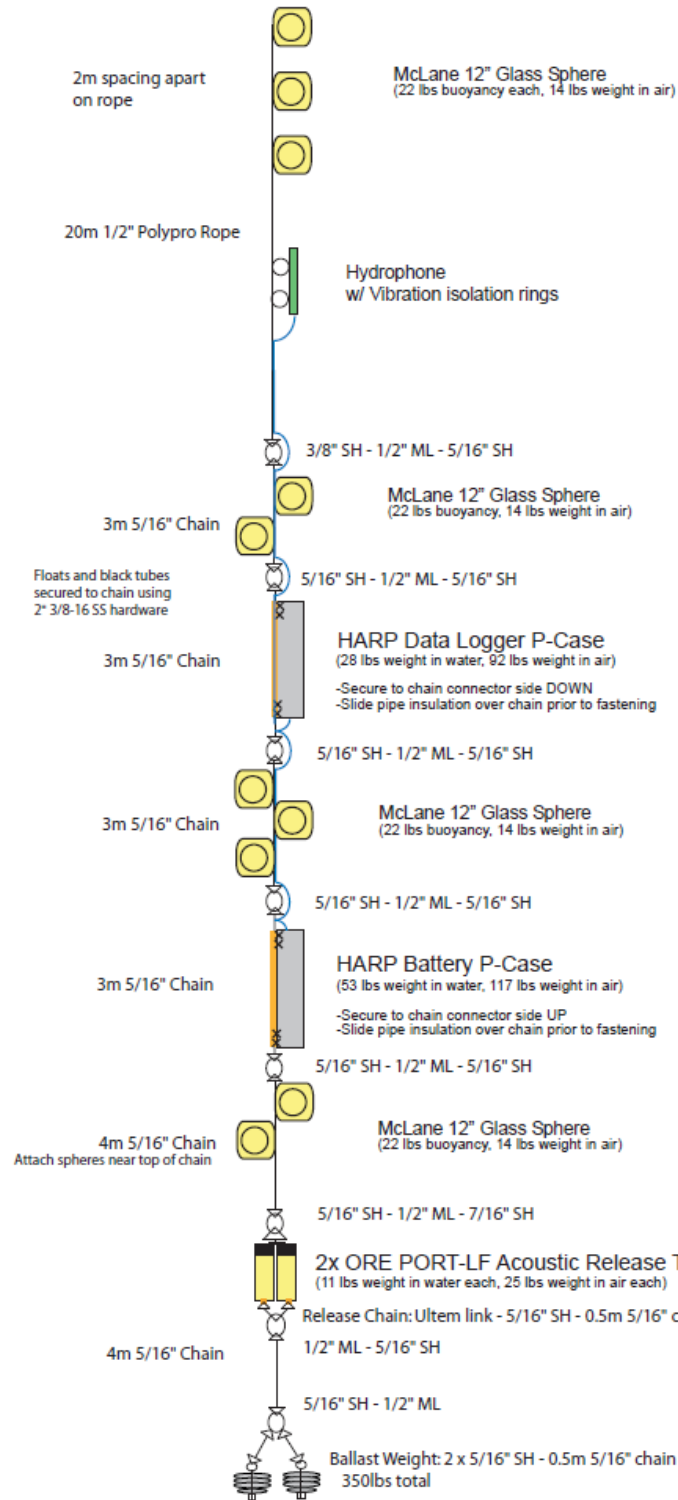 2m spacing apart
on rope
McLane 12" Glass Sphere
(22 lbs buoyancy each, 14 lbs weight in air)
20m 1/2" Polypro Rope
Hydrophone
w/ Vibration isolation rings
3/8" SH - 1/2" ML - 5/16" SH
McLane 12" Glass Sphere
(22 lbs buoyancy, 14 lbs weight in air)
3m 5/16" Chain
Floats and black tubes
secured to chain using
2" 3/8-16 SS hardware
5/16" SH - 1/2" ML - 5/16" SH
3m 5/16" Chain
HARP Data Logger P-Case
(28 lbs weight in water, 92 lbs weight in air)
-Secure to chain connector side DOWN
-Slide pipe insulation over chain prior to fastening
5/16" SH - 1/2" ML - 5/16" SH
3m 5/16" Chain
McLane 12" Glass Sphere
(22 lbs buoyancy, 14 lbs weight in air)
5/16" SH - 1/2" ML - 5/16" SH
3m 5/16" Chain
HARP Battery P-Case
(53 lbs weight in water, 117 lbs weight in air)
-Secure to chain connector side UP
-Slide pipe insulation over chain prior to fastening
5/16" SH - 1/2" ML - 5/16" SH
4m 5/16" Chain
Attach spheres near top of chain
McLane 12" Glass Sphere
(22 lbs buoyancy, 14 lbs weight in air)
5/16" SH - 1/2" ML - 7/16" SH
2x ORE PORT-LF Acoustic Release
(11 lbs weight in water each, 25 lbs weight in air each)
Release Chain: Ultem link - 5/16" SH - 0.5m 5/16"
1/2" ML - 5/16" SH
4m 5/16" Chain
5/16" SH - 1/2" ML
Ballast Weight: 2 x 5/16" SH - 0.5m 5/16" chain
350lbs total